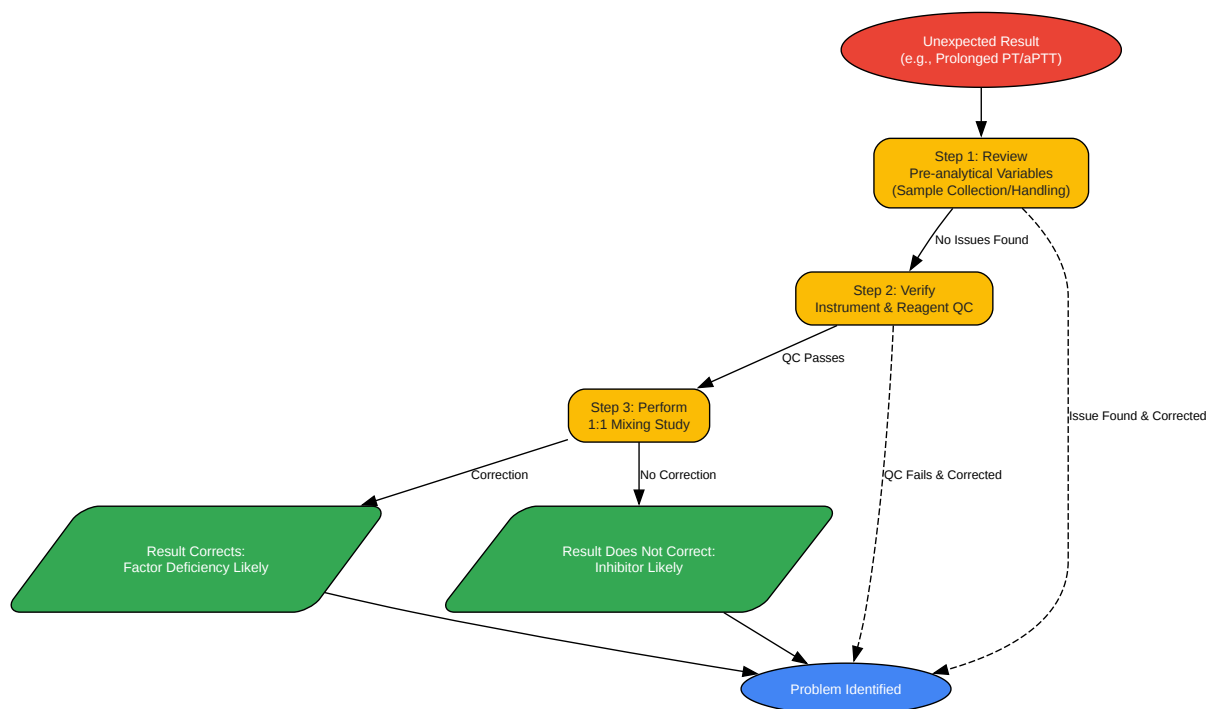 Unexpected Result
(e.g., Prolonged PT/aPTT)
Step 1: Review
Pre-analytical Variables
(Sample Collection/Handling)
No Issues Found
Step 2: Verify
Instrument & Reagent QC
QC Passes
Step 3: Perform
1:1 Mixing Study
Issue Found & Corrected
Correction
No Correction
QC Fails & Corrected
Result Corrects:
Factor Deficiency Likely
Result Does Not Correct:
Inhibitor Likely
Problem Identified